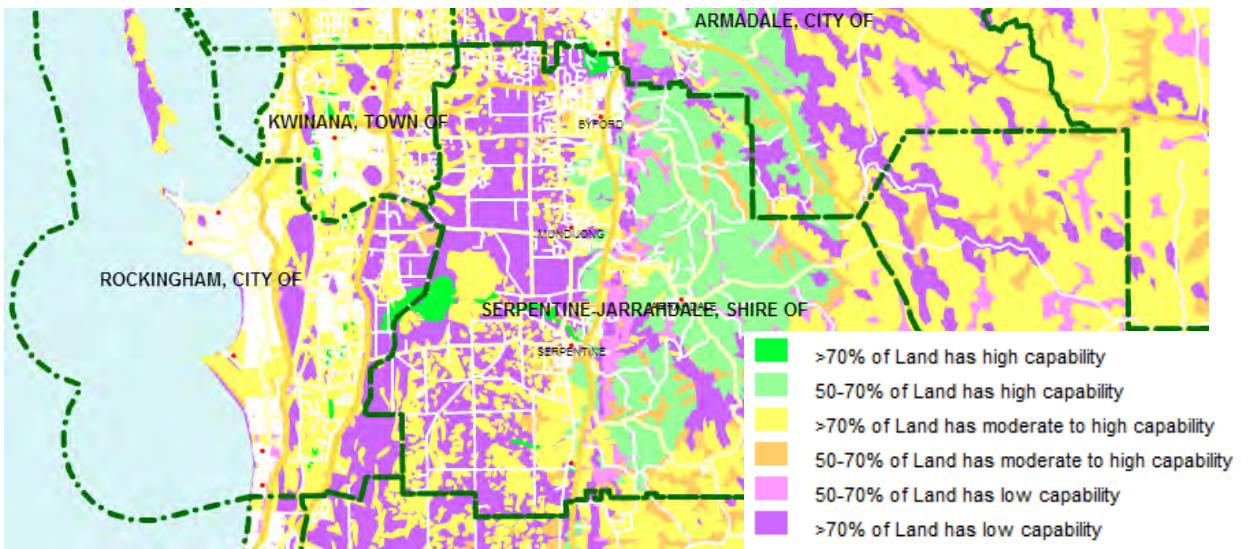 ARMADALE, CITY OF
KWINANA, TOWN OF
BYFORD
MUNDIJONG
ROCKINGHAM, CITY OF
SERPENTINE-JARRAHDALE, SHIRE OF
SERPENTINE
>70% of Land has high capability
50-70% of Land has high capability
>70% of Land has moderate to high capability
50-70% of Land has moderate to high capability
50-70% of Land has low capability
>70% of Land has low capability